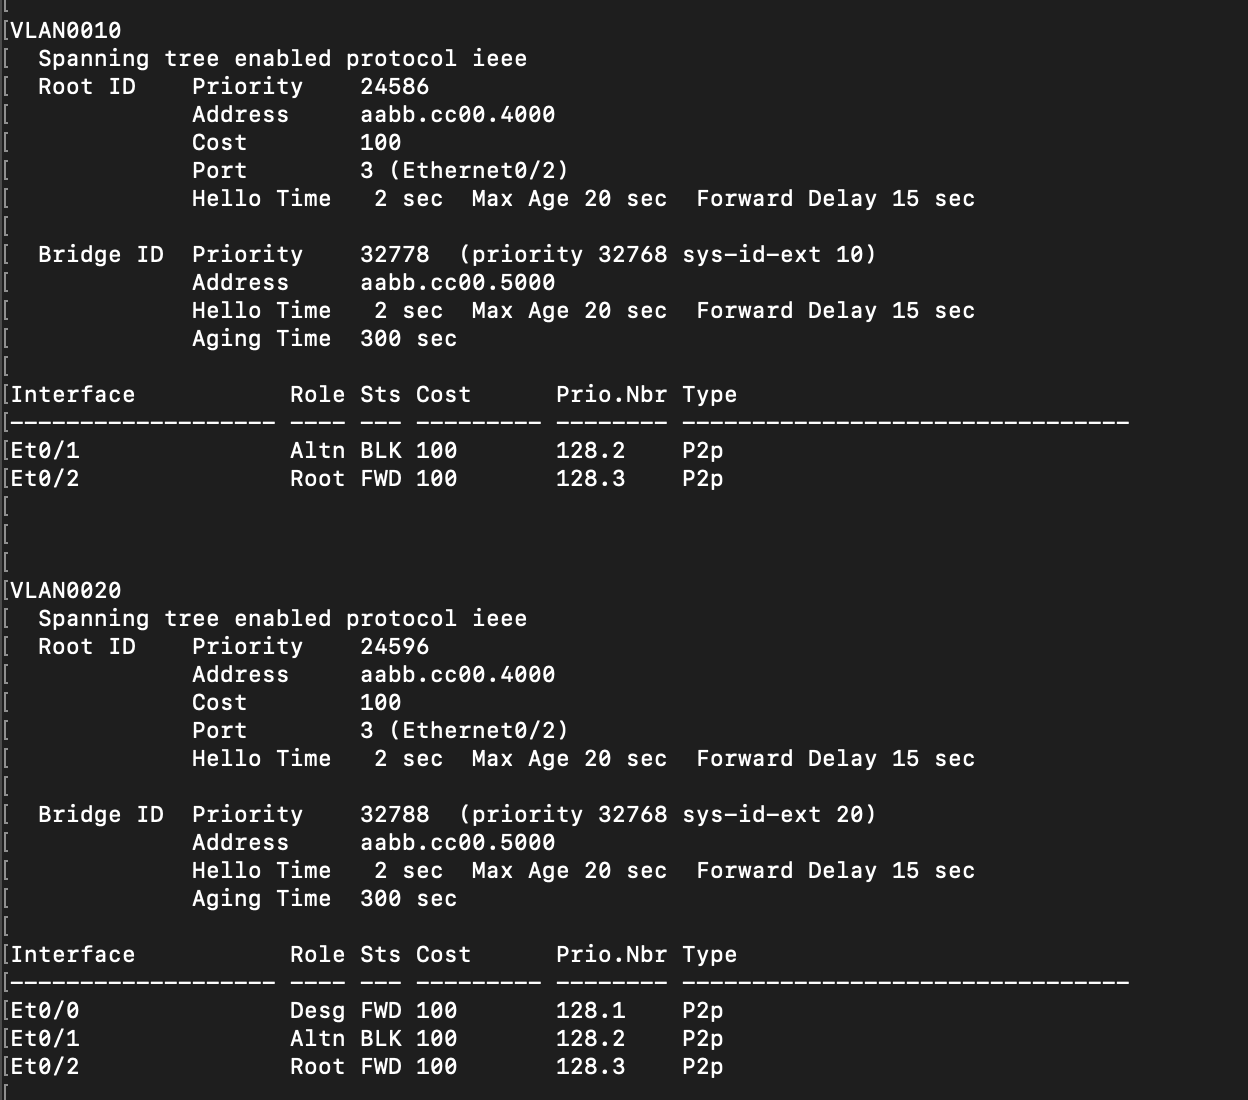 VLAN0010
  Spanning tree enabled protocol ieee
  Root ID    Priority    24586
             Address     aabb.cc00.4000
             Cost        100
             Port        3 (Ethernet0/2)
             Hello Time   2 sec  Max Age 20 sec  Forward Delay 15 sec

  Bridge ID  Priority    32778  (priority 32768 sys-id-ext 10)
             Address     aabb.cc00.5000
             Hello Time   2 sec  Max Age 20 sec  Forward Delay 15 sec
             Aging Time  300 sec

Interface           Role Sts Cost      Prio.Nbr Type
------------------- ---- --- --------- -------- --------------------------------
Et0/1               Altn BLK 100       128.2    P2p
Et0/2               Root FWD 100       128.3    P2p

VLAN0020
  Spanning tree enabled protocol ieee
  Root ID    Priority    24596
             Address     aabb.cc00.4000
             Cost        100
             Port        3 (Ethernet0/2)
             Hello Time   2 sec  Max Age 20 sec  Forward Delay 15 sec

  Bridge ID  Priority    32788  (priority 32768 sys-id-ext 20)
             Address     aabb.cc00.5000
             Hello Time   2 sec  Max Age 20 sec  Forward Delay 15 sec
             Aging Time  300 sec

Interface           Role Sts Cost      Prio.Nbr Type
------------------- ---- --- --------- -------- --------------------------------
Et0/0               Desg FWD 100       128.1    P2p
Et0/1               Altn BLK 100       128.2    P2p
Et0/2               Root FWD 100       128.3    P2p